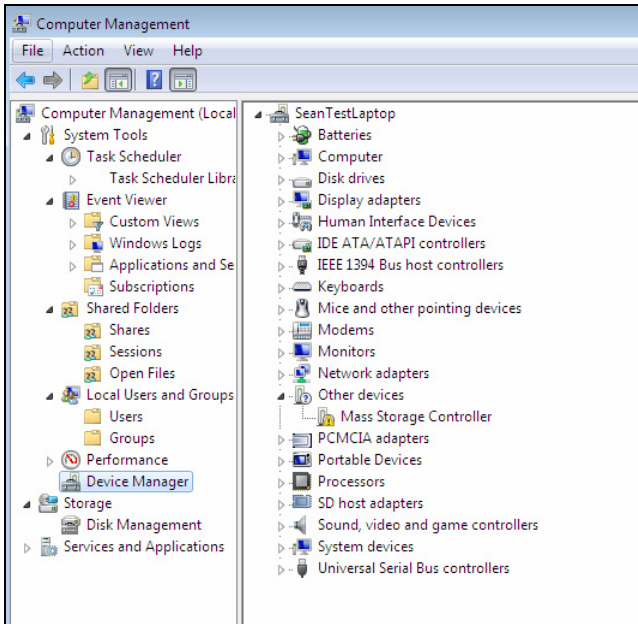 Computer Management
File Action View Help
Computer Management (Local
System Tools
Task Scheduler
Task Scheduler Libra
Event Viewer
Custom Views
Windows Logs
Applications and Se
Subscriptions
Shared Folders
Shares
Sessions
Open Files
Local Users and Groups
Users
Groups
Performance
Device Manager
Storage
Disk Management
Services and Applications
SeanTestLaptop
Batteries
Computer
Disk drives
Display adapters
Human Interface Devices
IDE ATA/ATAPI controllers
IEEE 1394 Bus host controllers
Keyboards
Mice and other pointing devices
Modems
Monitors
Network adapters
Other devices
Mass Storage Controller
PCMCIA adapters
Portable Devices
Processors
SD host adapters
Sound, video and game controllers
System devices
Universal Serial Bus controllers